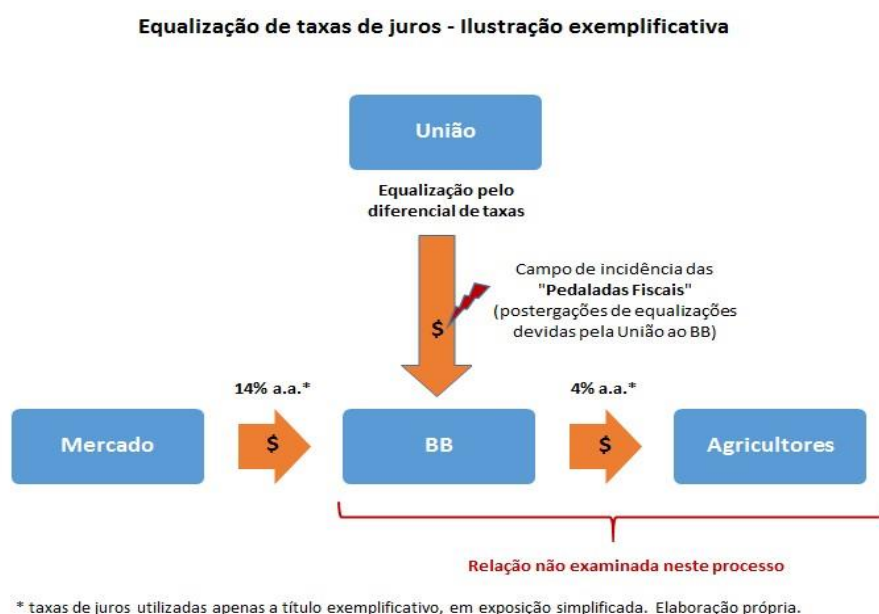 Equalização de taxas de juros - Ilustração exemplificativa
União
Equalização pelo
diferencial de taxas
Campo de incidência das
"Pedaladas Fiscais"
(postergações de equalizações
devidas pela União ao BB)
$
14% a.a.*
4% a.a.*
Mercado
$
BB
$
Agricultores
Relação não examinada neste processo
* taxas de juros utilizadas apenas a título exemplificativo, em exposição simplificada. Elaboração própria.